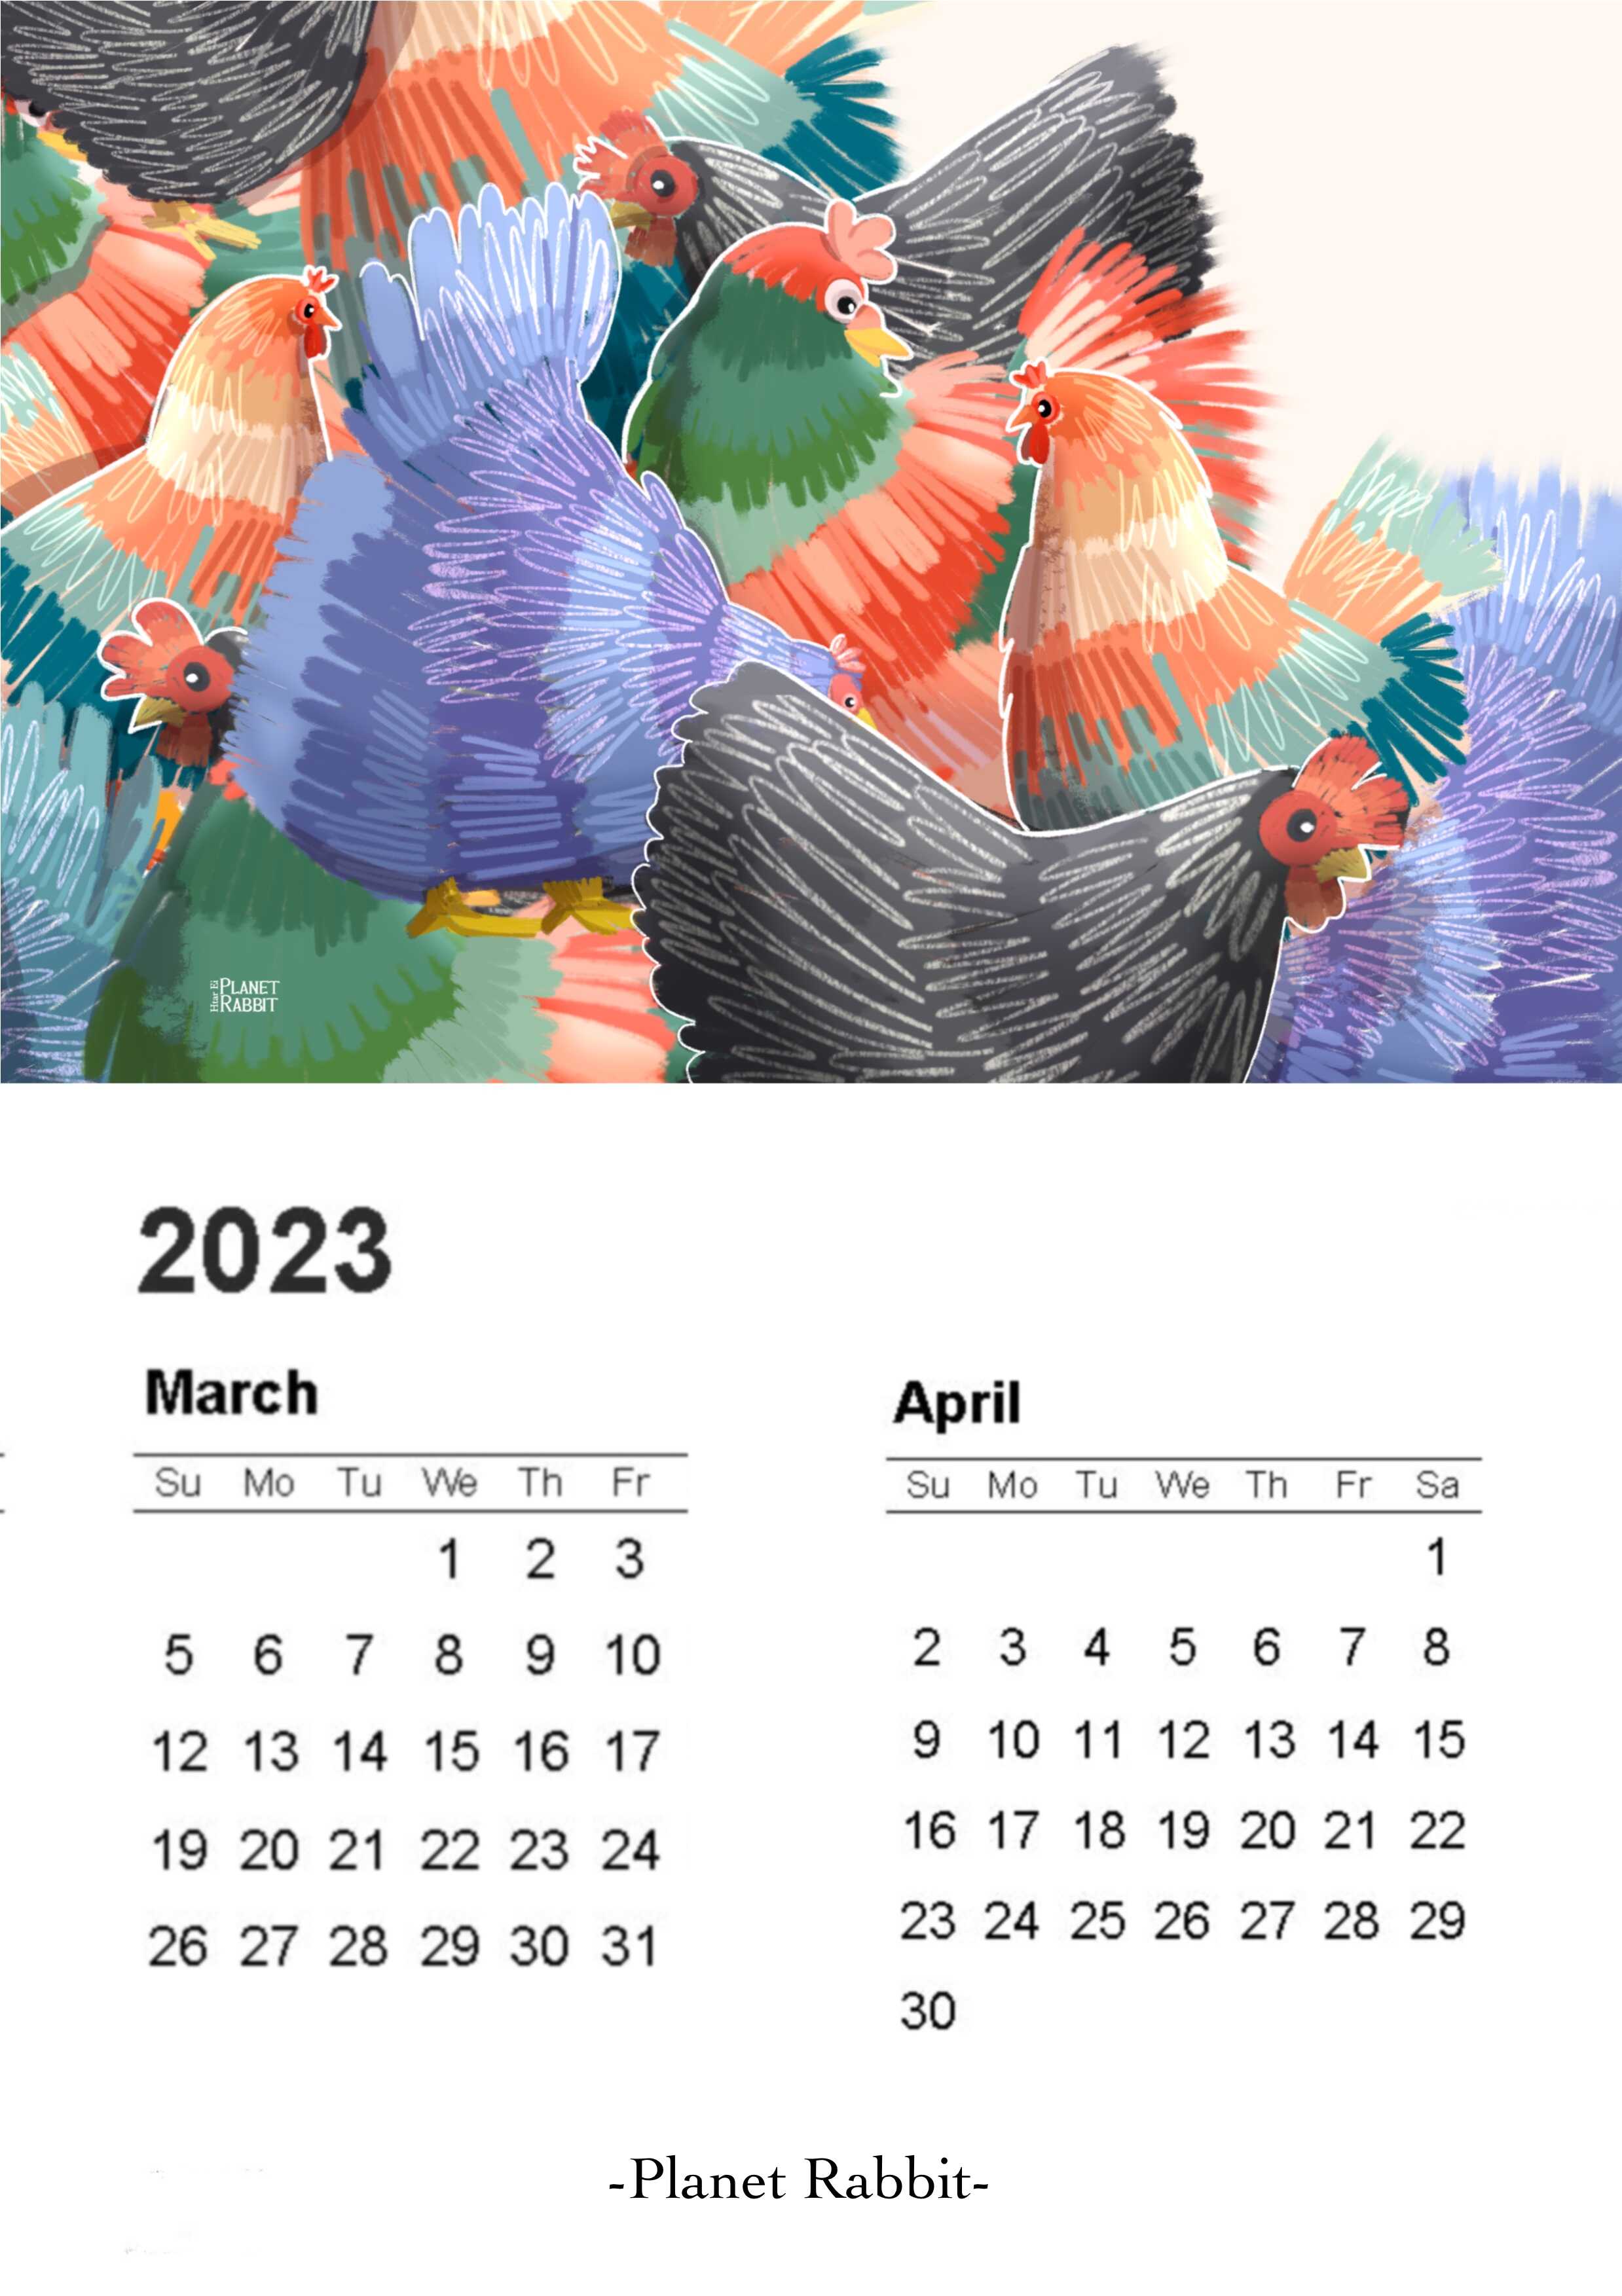 Htar Ei
PLANET
RABBIT
2023
March
Su Mo Tu We Th Fr
1 2 3
5 6 7 8 9 10
12 13 14 15 16 17
19 20 21 22 23 24
26 27 28 29 30 31
April
Su Mo Tu We Th Fr Sa
1
2 3 4 5 6 7 8
9 10 11 12 13 14 15
16 17 18 19 20 21 22
23 24 25 26 27 28 29
30
-Planet Rabbit-